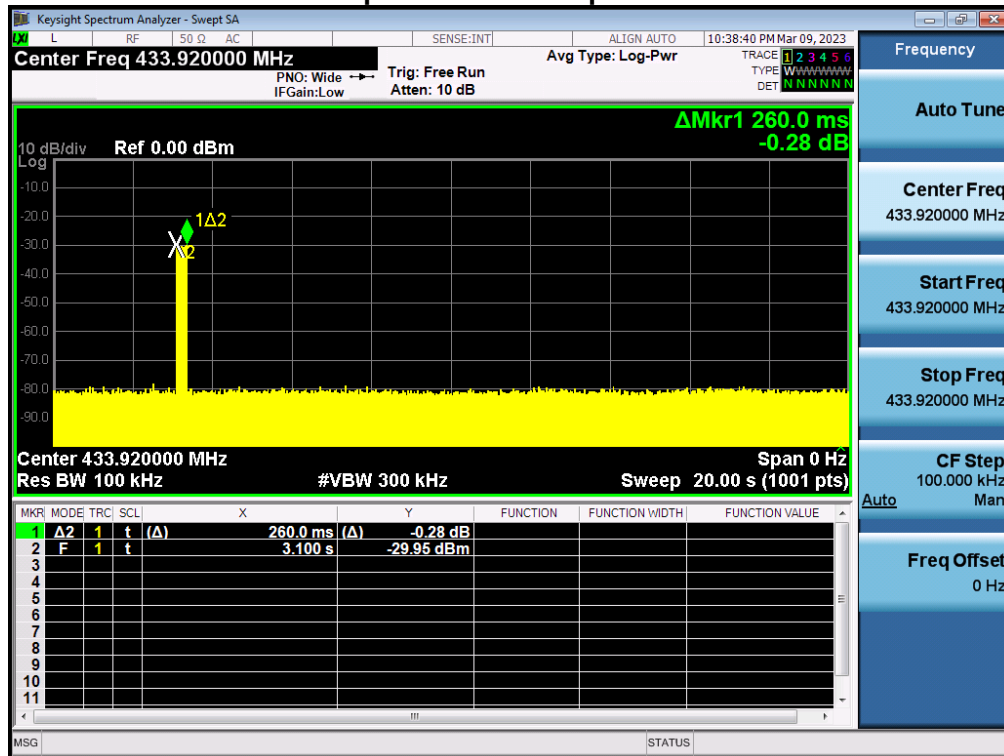 Keysight Spectrum Analyzer - Swept SA
LXI L RF 50 Ω AC SENSE:INT ALIGN AUTO 10:38:40 PM Mar 09, 2023
Center Freq 433.920000 MHz
PNO: Wide
IFGain:Low
Trig: Free Run
Atten: 10 dB
Avg Type: Log-Pwr
TRACE 1 2 3 4 5 6
TYPE WWWWWW
DET N N N N N N
ΔMkr1 260.0 ms
-0.28 dB
10 dB/div Ref 0.00 dBm
Log
-10.0
-20.0
-30.0
-40.0
-50.0
-60.0
-70.0
-80.0
-90.0
1Δ2
2
Center 433.920000 MHz Span 0 Hz
Res BW 100 kHz #VBW 300 kHz Sweep 20.00 s (1001 pts)
MKR MODE TRC SCL X Y FUNCTION FUNCTION WIDTH FUNCTION VALUE
1 Δ2 1 t (Δ) 260.0 ms (Δ) -0.28 dB
2 F 1 t 3.100 s -29.95 dBm
3
4
5
6
7
8
9
10
11
MSG STATUS
Frequency
Auto Tune
Center Freq
433.920000 MHz
Start Freq
433.920000 MHz
Stop Freq
433.920000 MHz
CF Step
100.000 kHz
Auto Man
Freq Offset
0 Hz